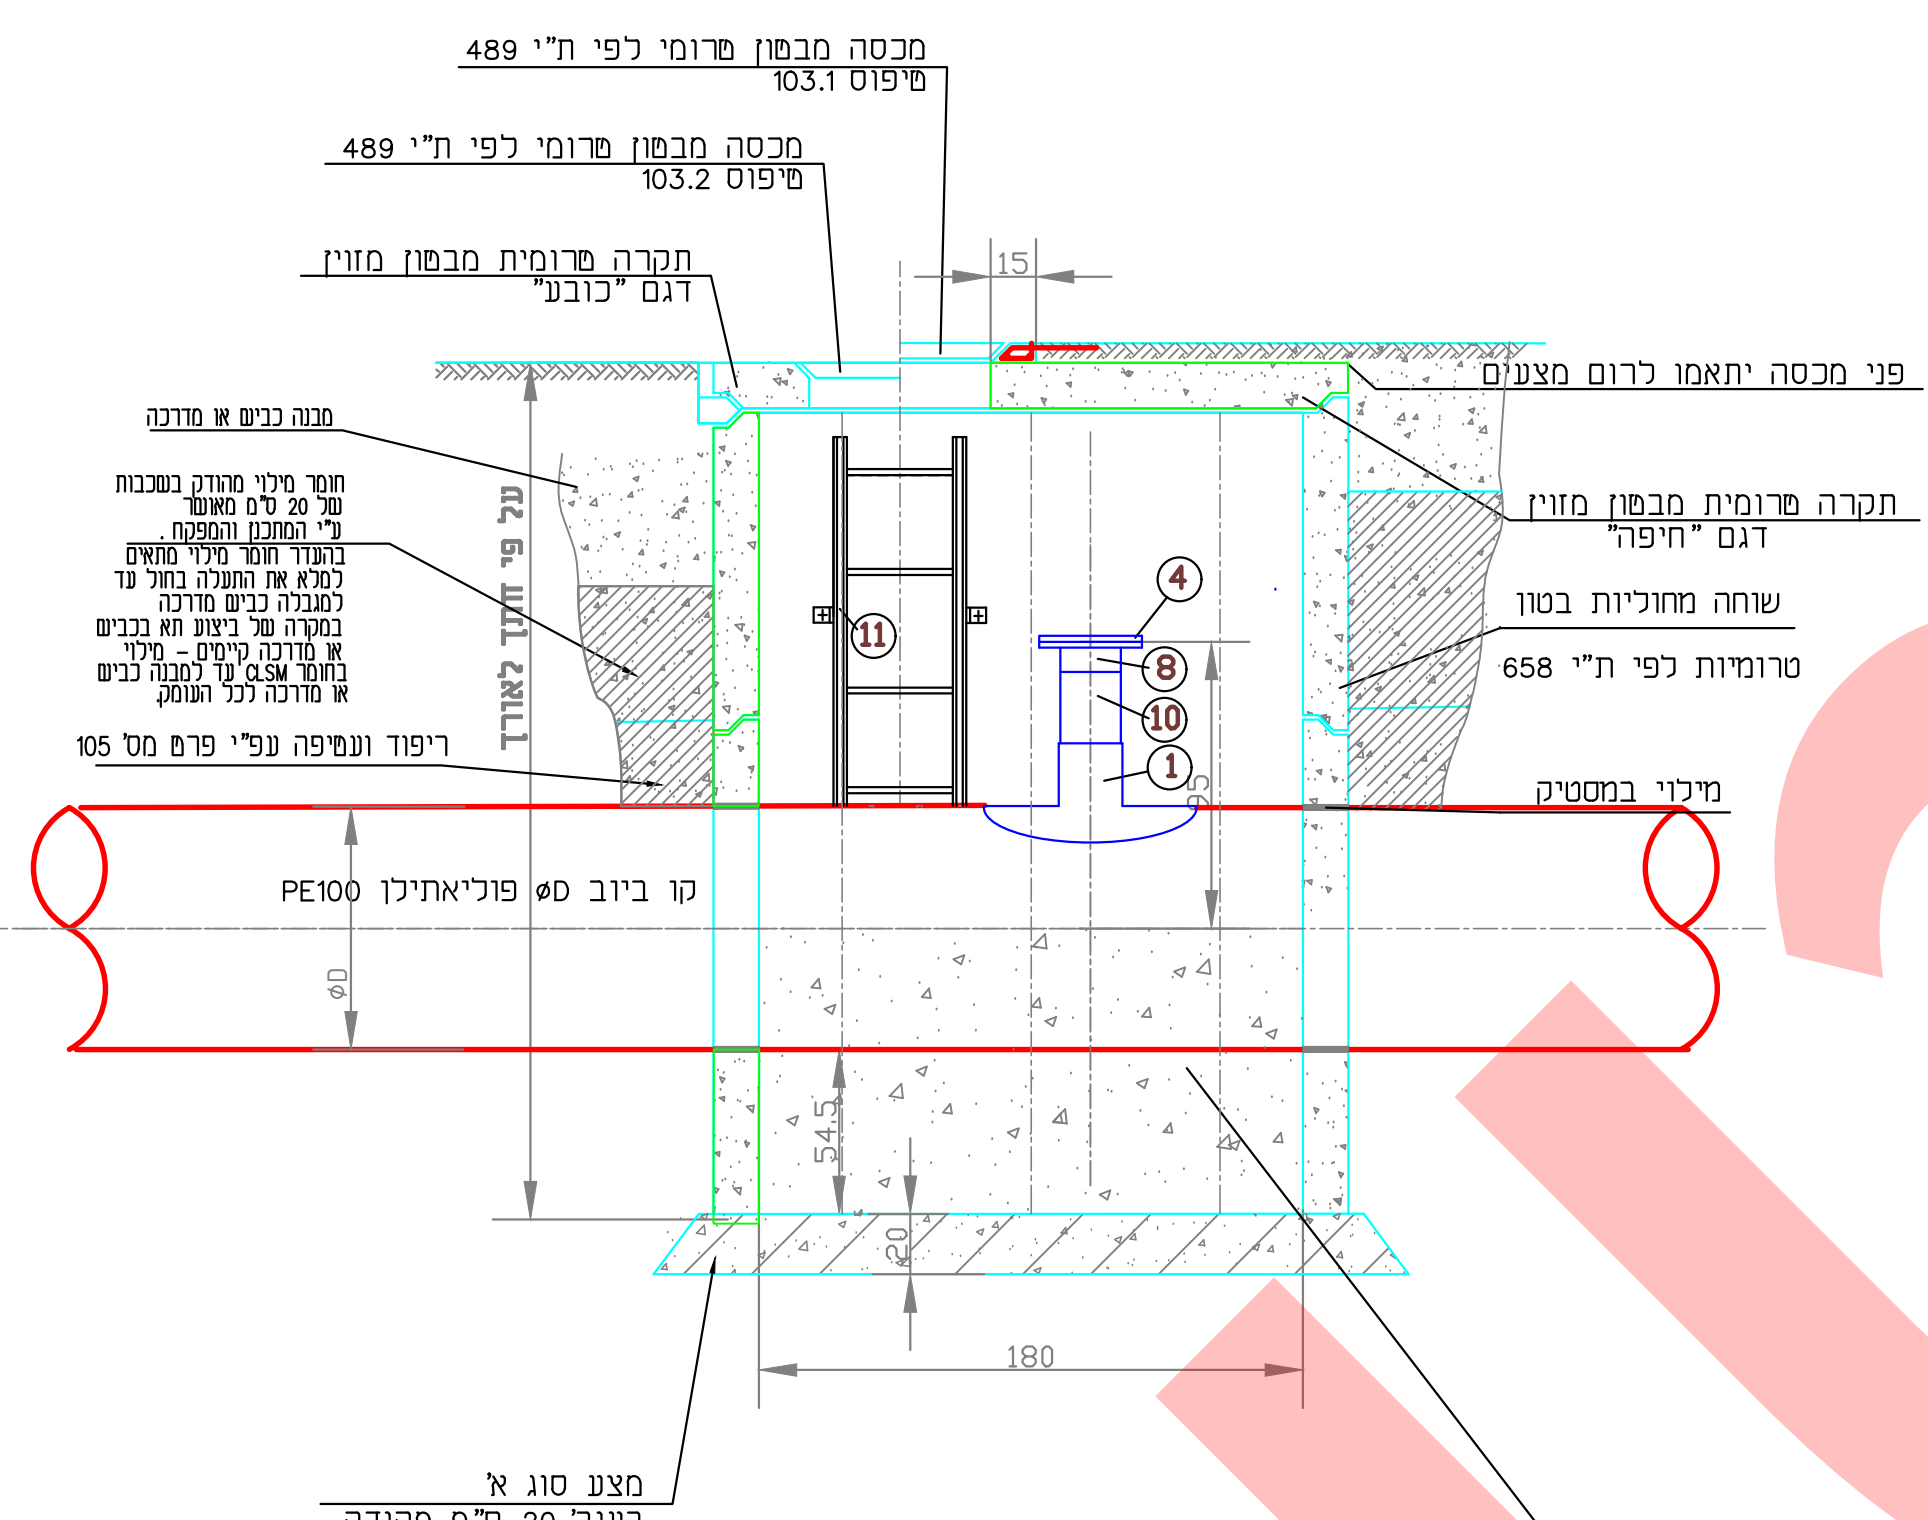 מכסה מבטון טרומי לפי ת"י 489
טיפוס 103.1
מכסה מבטון טרומי לפי ת"י 489
טיפוס 103.2
תקרה טרומית מבטון מזוין
דגם "כובע"
15
פני מכסה יתאמו לרום מצעים
מבנה כביש או מדרכה
חומר מילוי מהודק בשכבות
של 20 ס"מ מאושר
ע"י המתכנן והמפקח .
בהעדר חומר מילוי מתאים
למלא את התעלה בחול עד
למגבלה כביש מדרכה
במקרה של ביצוע תא בכביש
או מדרכה קיימים – מילוי
בחומר CLSM עד למבנה כביש
או מדרכה לכל העומק.
על פי חתך לאורך
תקרה טרומית מבטון מזוין
דגם "חיפה"
שוחה מחוליות בטון
טרומיות לפי ת"י 658
4
11
8
10
1
95
ריפוד ועטיפה עפ"י פרט מס' 105
מילוי במסטיק
קו ביוב øD פוליאתילן PE100
øD
54.5
20
180
מצע סוג א'